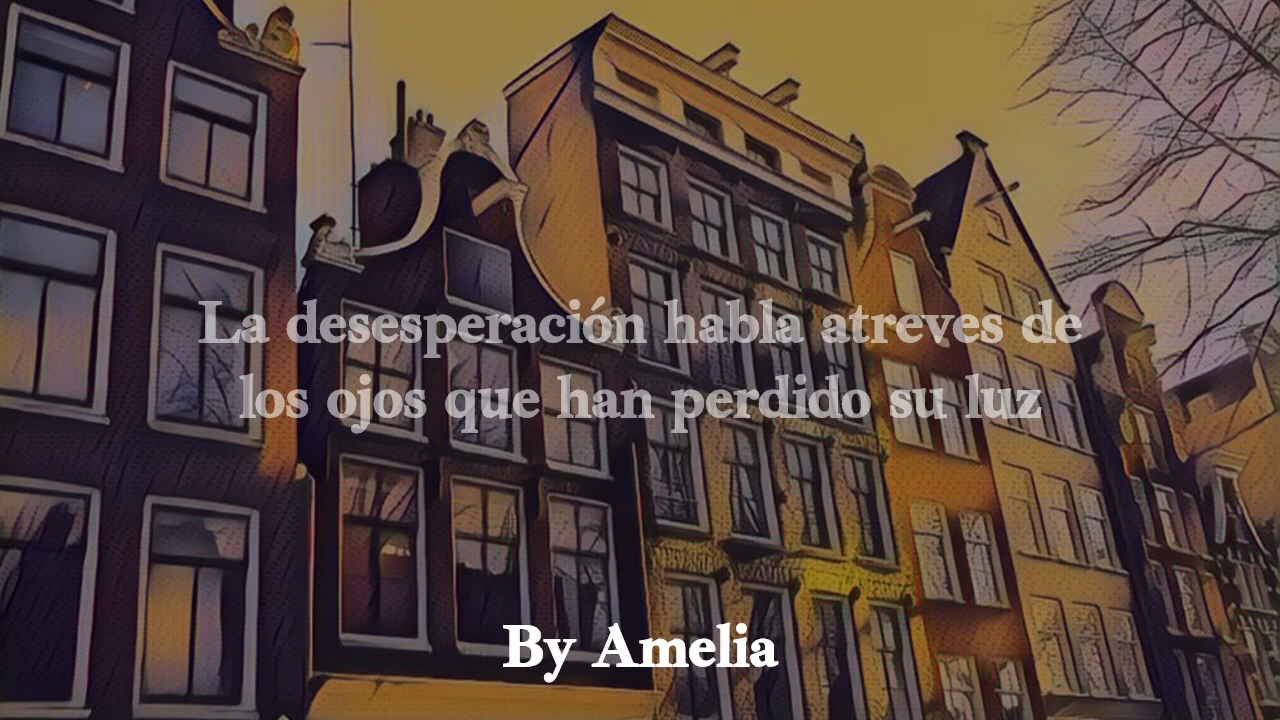 La desesperación habla atreves de
los ojos que han perdido su luz
By Amelia